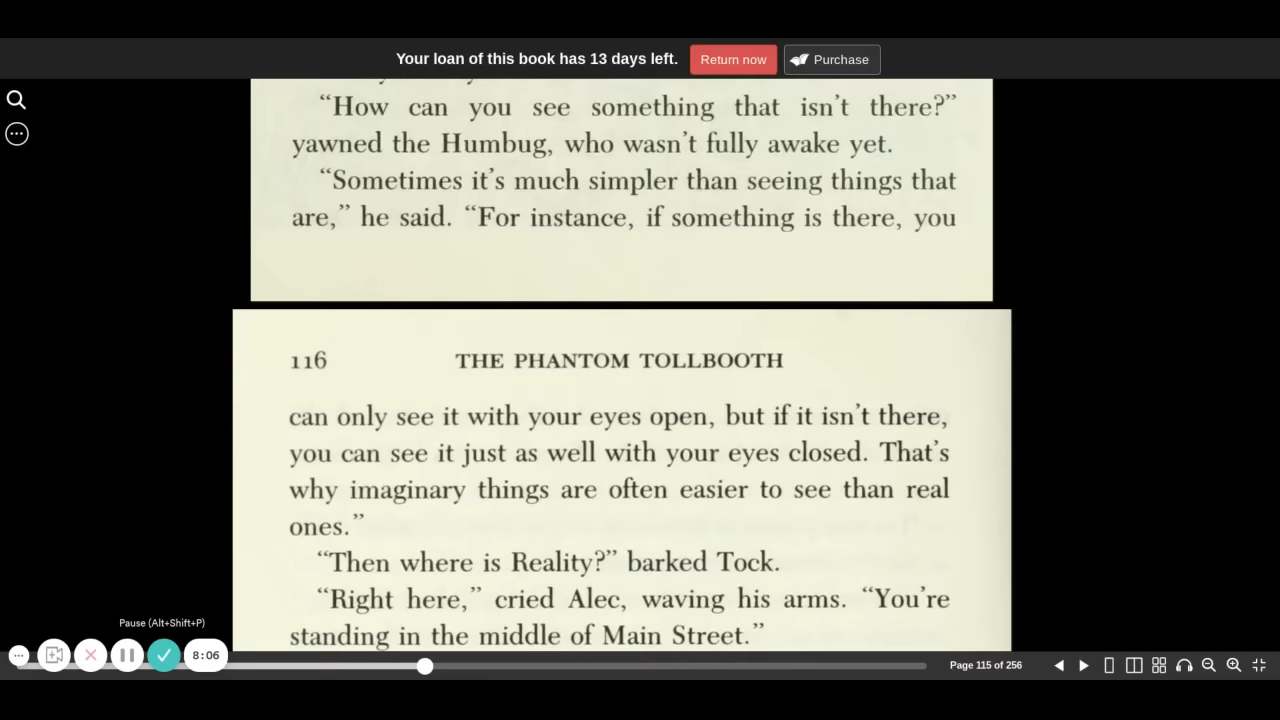 Your loan of this book has 13 days left. Return now Purchase
“How can you see something that isn’t there?”
yawned the Humbug, who wasn’t fully awake yet.
“Sometimes it’s much simpler than seeing things that
are,” he said. “For instance, if something is there, you
116 THE PHANTOM TOLLBOOTH
can only see it with your eyes open, but if it isn’t there,
you can see it just as well with your eyes closed. That’s
why imaginary things are often easier to see than real
ones.”
“Then where is Reality?” barked Tock.
“Right here,” cried Alec, waving his arms. “You’re
standing in the middle of Main Street.”
Pause (Alt+Shift+P)
8:06
Page 115 of 256